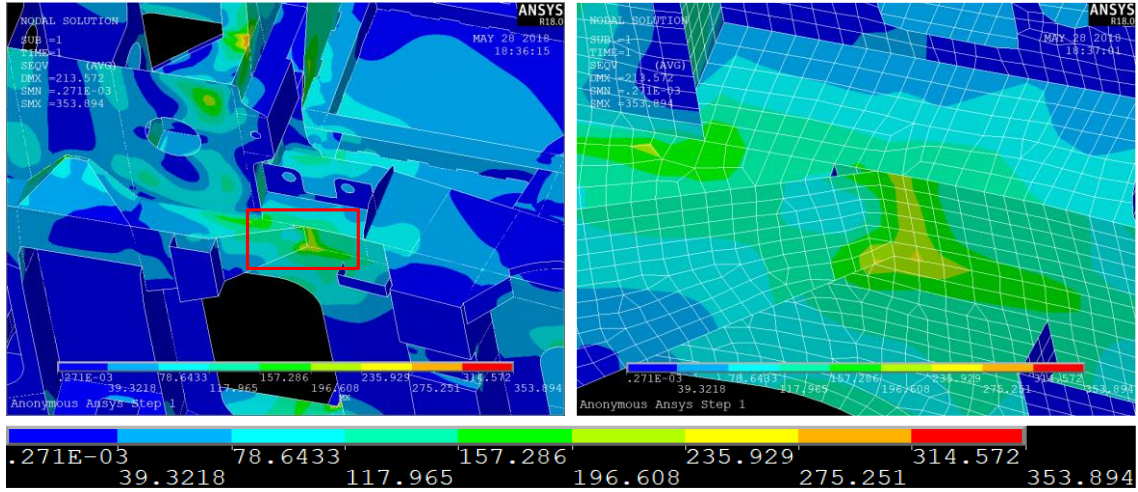 NODAL SOLUTION
SUB =1
TIME=1
SEQV (AVG)
DMX =213.572
SMN =.271E-03
SMX =353.894
ANSYS
R18.0
MAY 28 2018
18:36:15
.271E-03 78.6433 157.286 235.929 314.572
39.3218 117.965 196.608 275.251 353.894
MX
Anonymous Ansys Step 1
NODAL SOLUTION
SUB =1
TIME=1
SEQV (AVG)
DMX =213.572
SMN =.271E-03
SMX =353.894
ANSYS
R18.0
MAY 28 2018
18:37:01
.271E-03 78.6433 157.286 235.929 314.572
39.3218 117.965 196.608 275.251 353.894
Anonymous Ansys Step 1
.271E-03 78.6433 157.286 235.929 314.572
39.3218 117.965 196.608 275.251 353.894